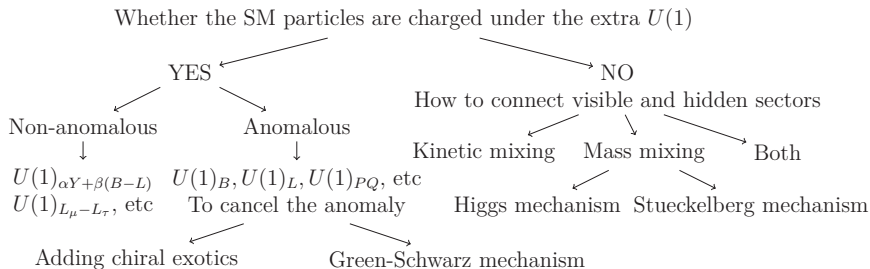 Whether the SM particles are charged under the extra U(1)
YES
NO
How to connect visible and hidden sectors
Non-anomalous
Anomalous
Kinetic mixing
Mass mixing
Both
U(1)_{αY+β(B−L)}
U(1)_B, U(1)_L, U(1)_{PQ}, etc
U(1)_{L_μ−L_τ}, etc
To cancel the anomaly
Higgs mechanism
Stueckelberg mechanism
Adding chiral exotics
Green-Schwarz mechanism